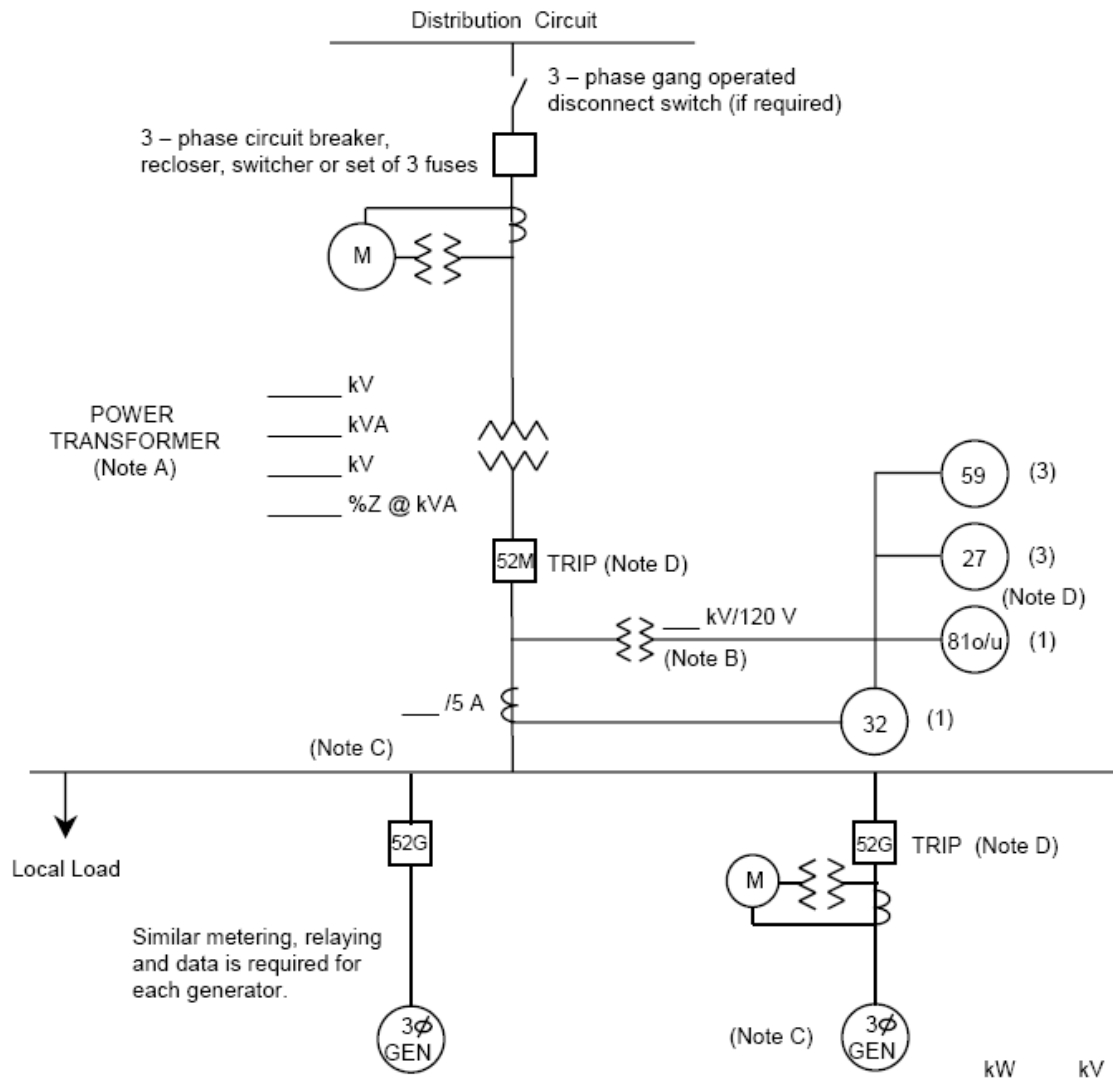 Distribution Circuit
3 – phase gang operated
disconnect switch (if required)
3 – phase circuit breaker,
recloser, switcher or set of 3 fuses
M
POWER
TRANSFORMER
(Note A)
_____ kV
_____ kVA
_____ kV
_____ %Z @ kVA
52M
TRIP (Note D)
59
(3)
27
(3)
(Note D)
___ kV/120 V
(Note B)
81o/u
(1)
___ /5 A
32
(1)
(Note C)
Local Load
52G
52G
TRIP (Note D)
M
Similar metering, relaying
and data is required for
each generator.
3ϕ
GEN
(Note C)
3ϕ
GEN
kW kV